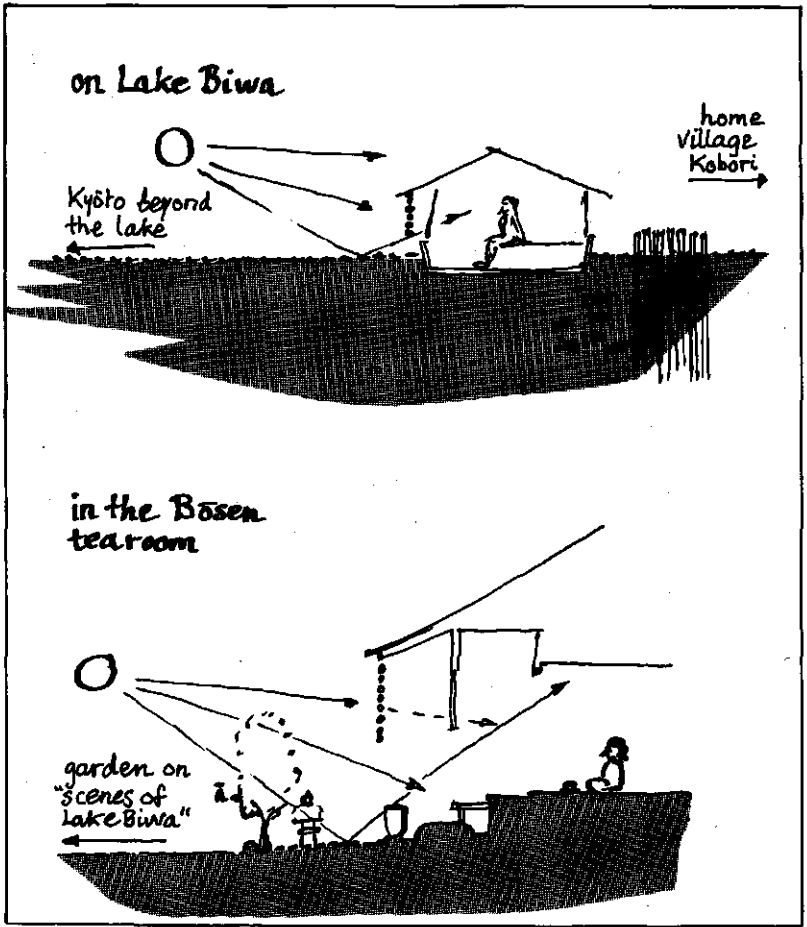 on Lake Biwa
home
village
Kobori
Kyōto beyond
the lake
in the Bōsen
tearoom
garden on
"scenes of
Lake Biwa"